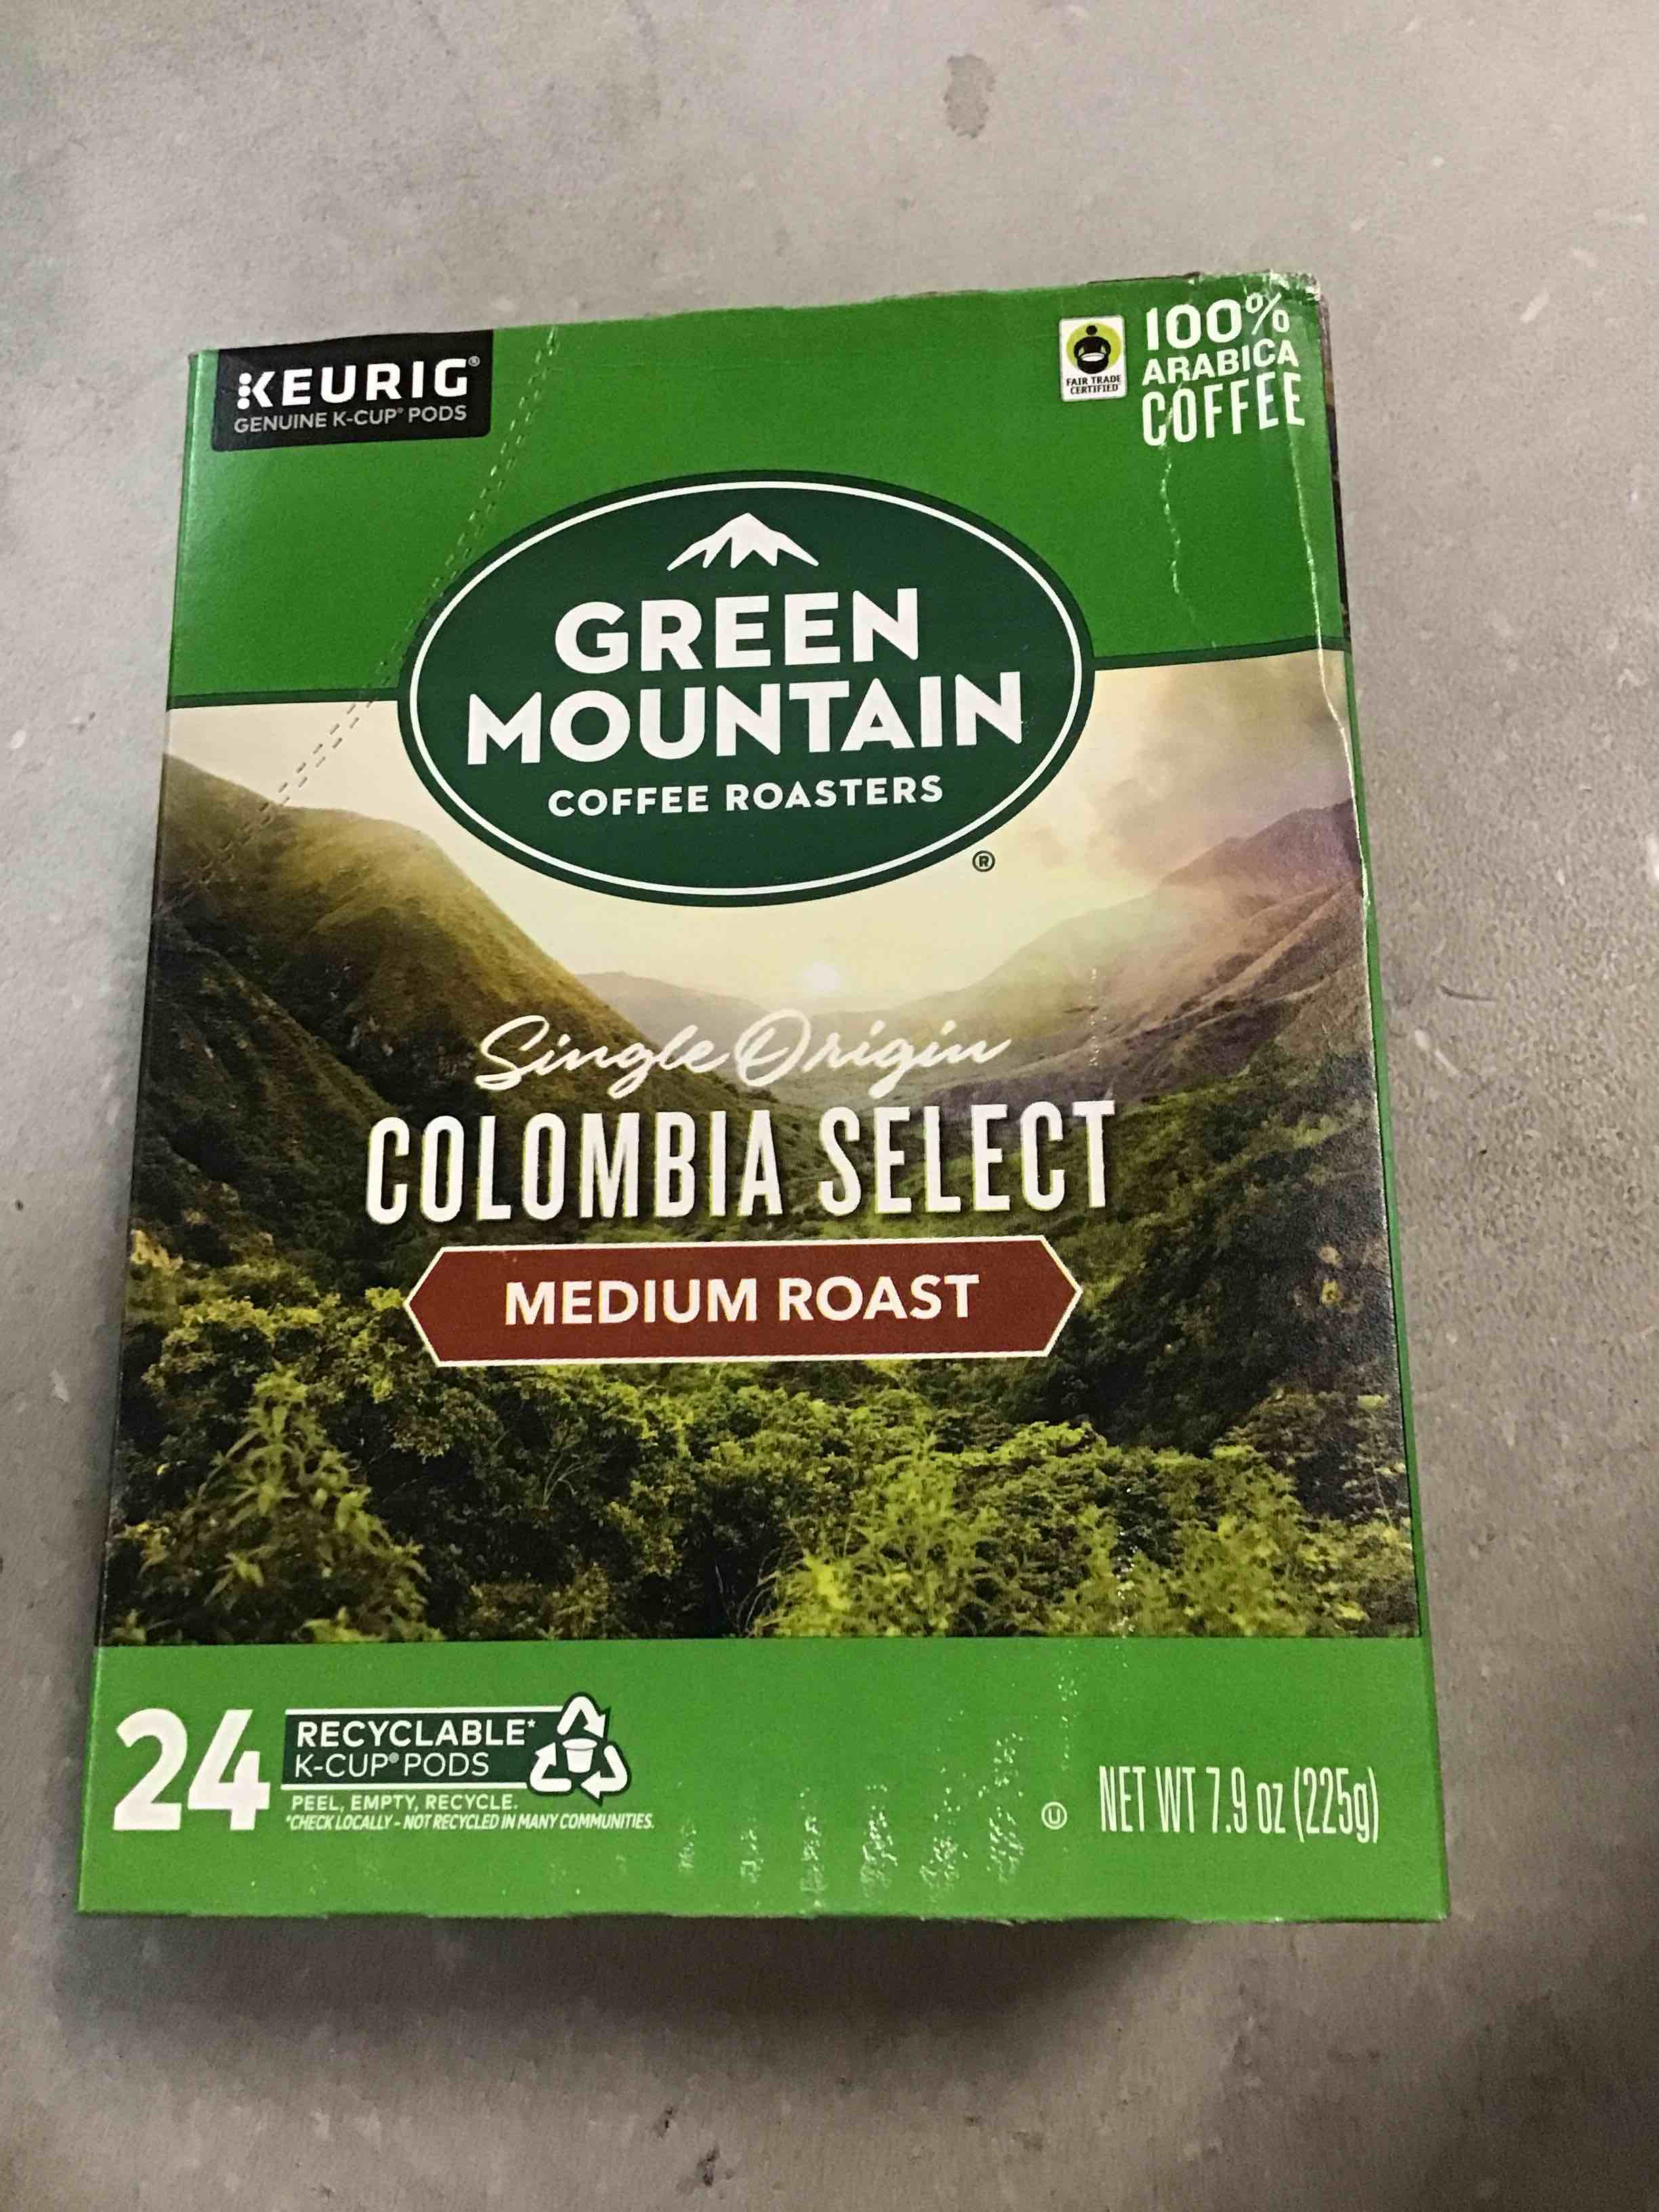 KEURIG®
GENUINE K-CUP® PODS
FAIR TRADE
CERTIFIED
100%
ARABICA
COFFEE
GREEN
MOUNTAIN
COFFEE ROASTERS
®
Single Origin
COLOMBIA SELECT
MEDIUM ROAST
24
RECYCLABLE*
K-CUP® PODS
PEEL, EMPTY, RECYCLE.
*CHECK LOCALLY - NOT RECYCLED IN MANY COMMUNITIES.
U
NET WT 7.9 oz (225g)